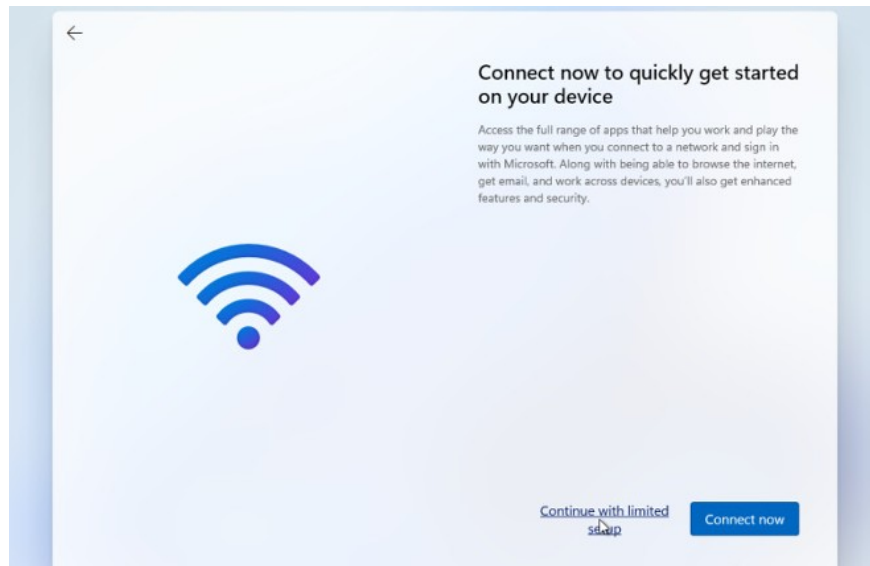 Connect now to quickly get started
on your device
Access the full range of apps that help you work and play the
way you want when you connect to a network and sign in
with Microsoft. Along with being able to browse the internet,
get email, and work across devices, you'll also get enhanced
features and security.
Continue with limited
setup
Connect now